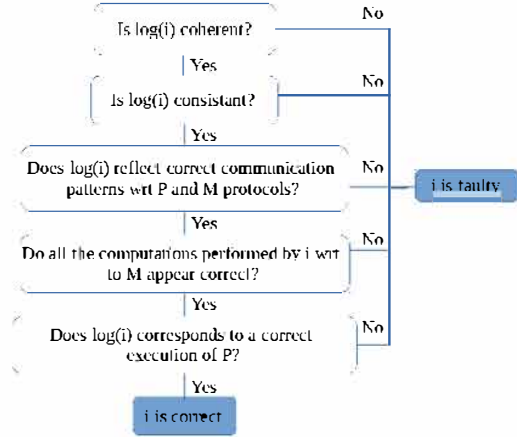 No
Is log(i) coherent?
Yes
No
Is log(i) consistant?
Yes
Does log(i) reflect correct communication
patterns wrt P and M protocols?
No
i is faulty
Yes
No
Do all the computations performed by i wrt
to M appear correct?
Yes
No
Does log(i) corresponds to a correct
execution of P?
Yes
i is correct